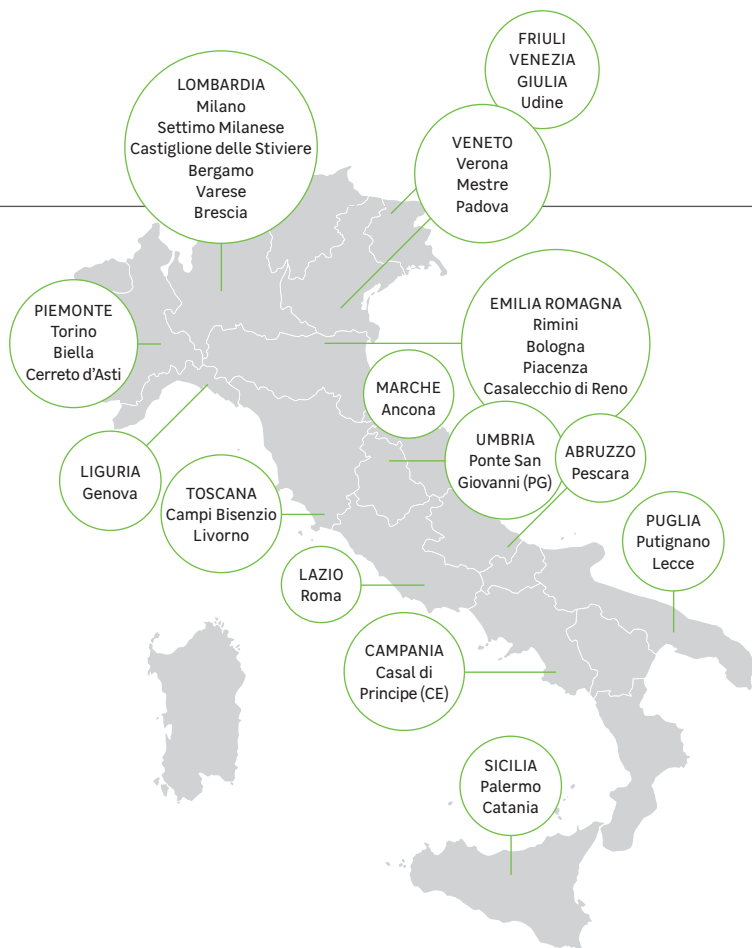 FRIULI
VENEZIA
GIULIA
Udine
LOMBARDIA
Milano
Settimo Milanese
Castiglione delle Stiviere
Bergamo
Varese
Brescia
VENETO
Verona
Mestre
Padova
PIEMONTE
Torino
Biella
Cerreto d'Asti
EMILIA ROMAGNA
Rimini
Bologna
Piacenza
Casalecchio di Reno
MARCHE
Ancona
UMBRIA
Ponte San
Giovanni (PG)
ABRUZZO
Pescara
LIGURIA
Genova
TOSCANA
Campi Bisenzio
Livorno
PUGLIA
Putignano
Lecce
LAZIO
Roma
CAMPANIA
Casal di
Principe (CE)
SICILIA
Palermo
Catania